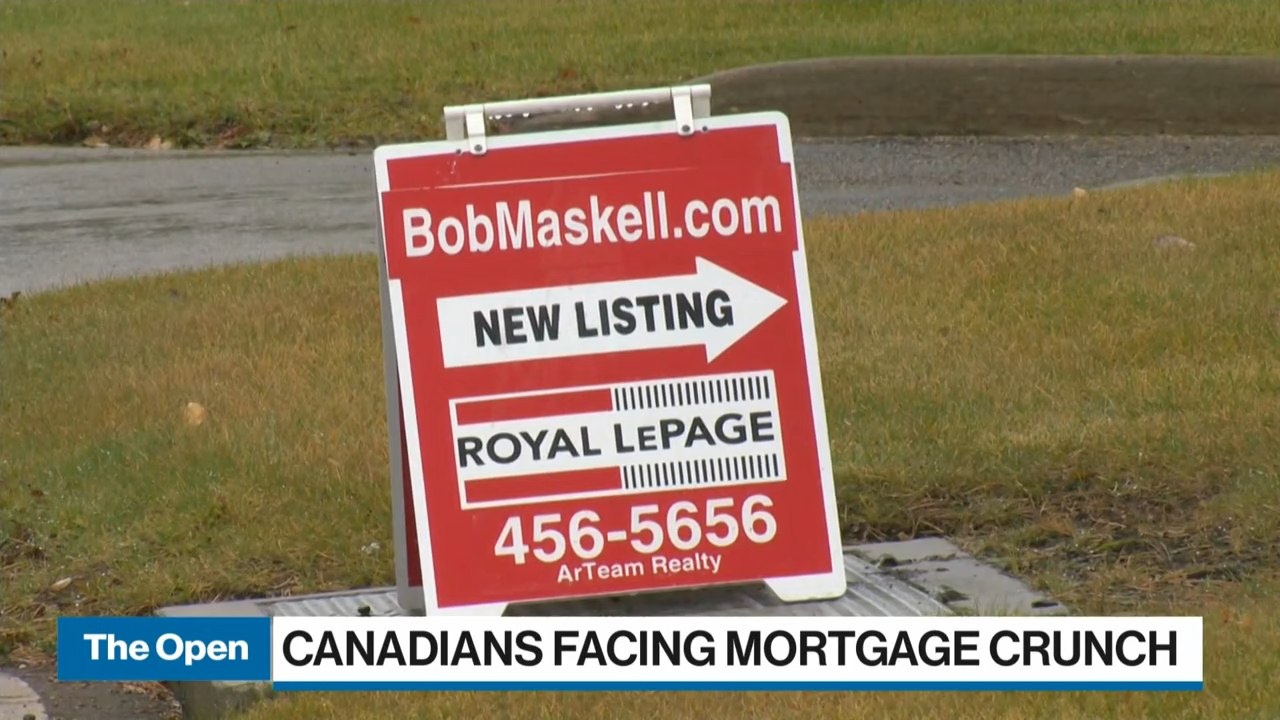 BobMaskell.com
NEW LISTING
ROYAL LEPAGE
456-5656
ArTeam Realty
The Open
CANADIANS FACING MORTGAGE CRUNCH